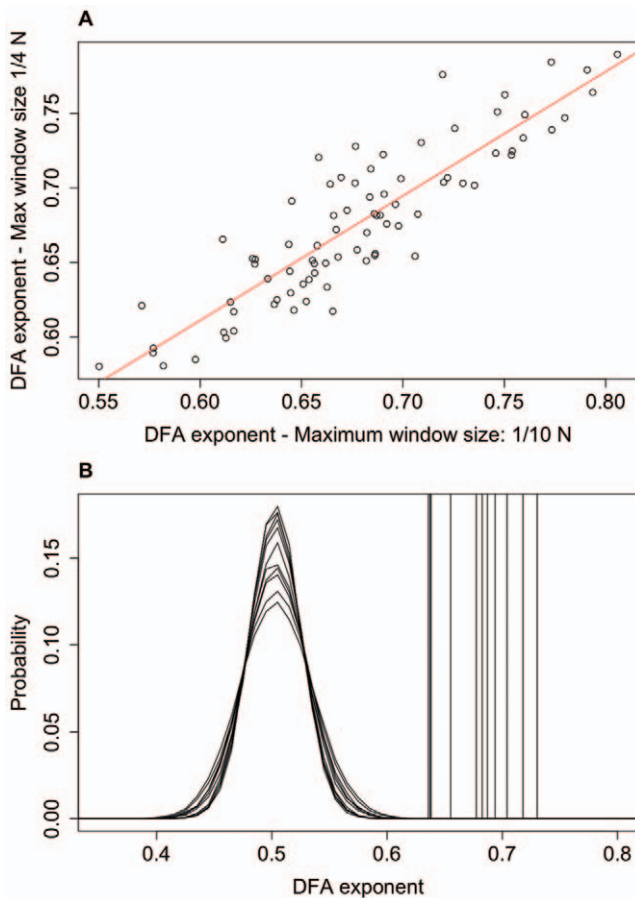 A
DFA exponent - Max window size 1/4 N
0.75
0.70
0.65
0.60
0.55 0.60 0.65 0.70 0.75 0.80
DFA exponent - Maximum window size: 1/10 N
B
Probability
0.15
0.10
0.05
0.00
0.4 0.5 0.6 0.7 0.8
DFA exponent